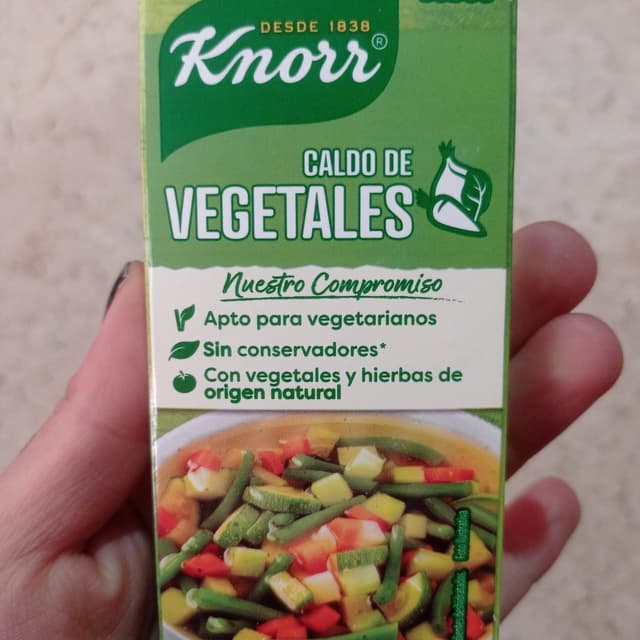 DESDE 1838
Knorr®
CALDO DE
VEGETALES
Nuestro Compromiso
Apto para vegetarianos
Sin conservadores*
Con vegetales y hierbas de
origen natural